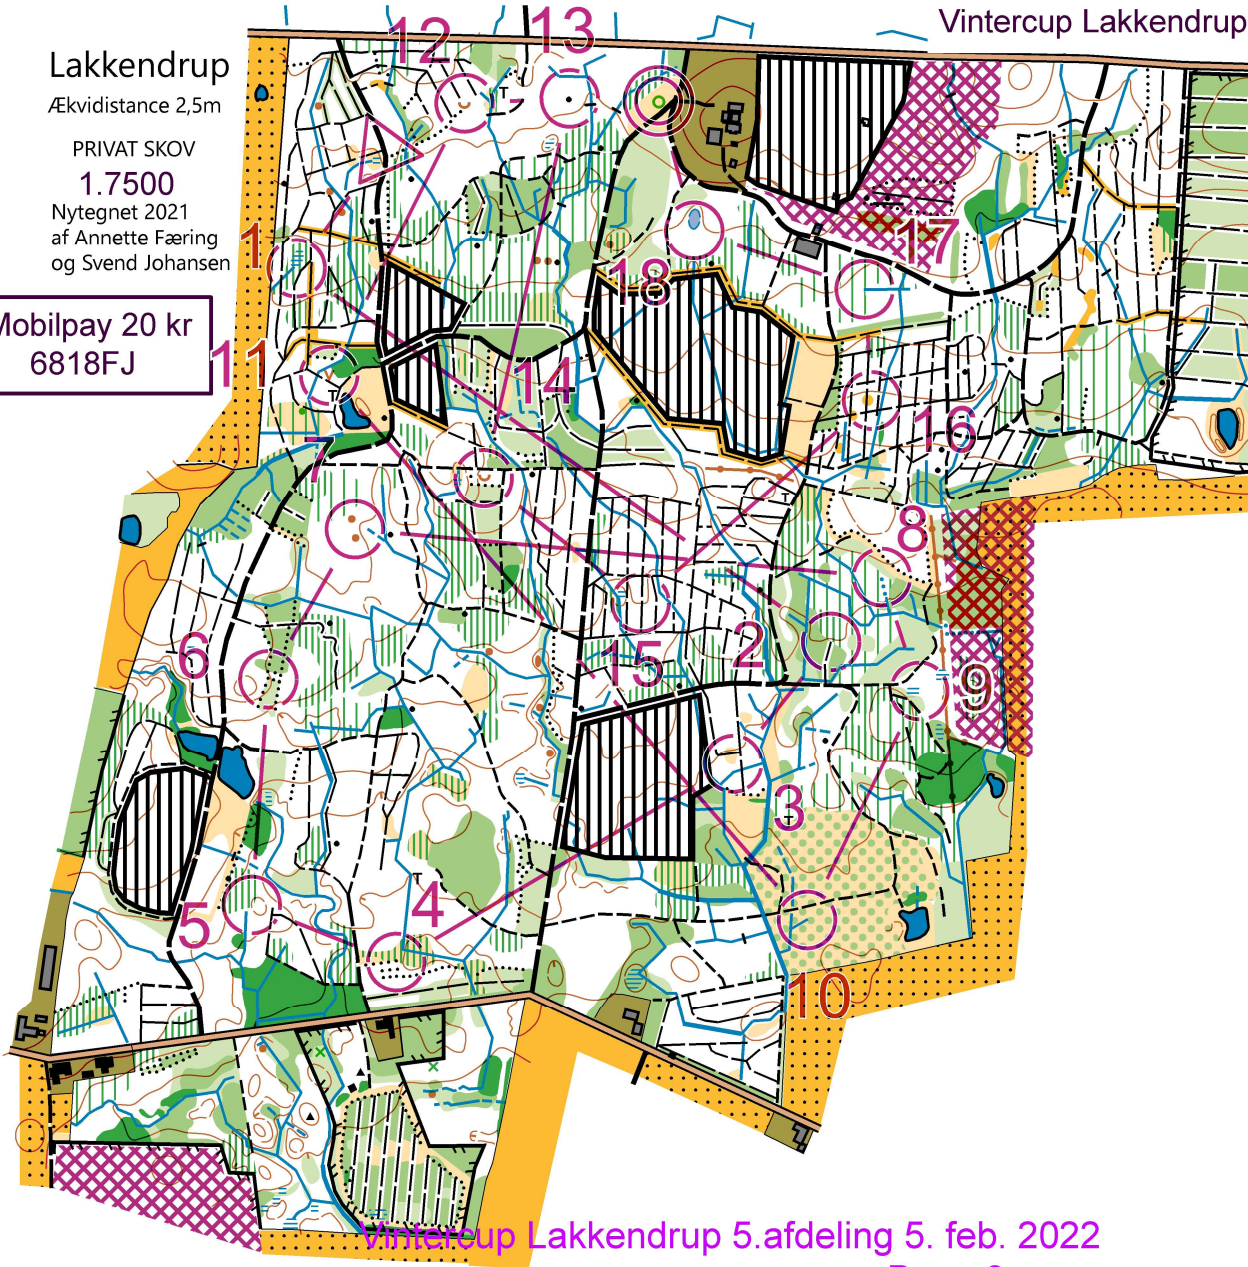 Vintercup Lakkendrup
Lakkendrup
Ækvidistance 2,5m
PRIVAT SKOV
1.7500
Nytegnet 2021
af Annette Færing
og Svend Johansen
Mobilpay 20 kr
6818FJ
12
13
1
17
18
11
14
16
7
8
6
15
2
9
3
4
5
10
Vintercup Lakkendrup 5.afdeling 5. feb. 2022